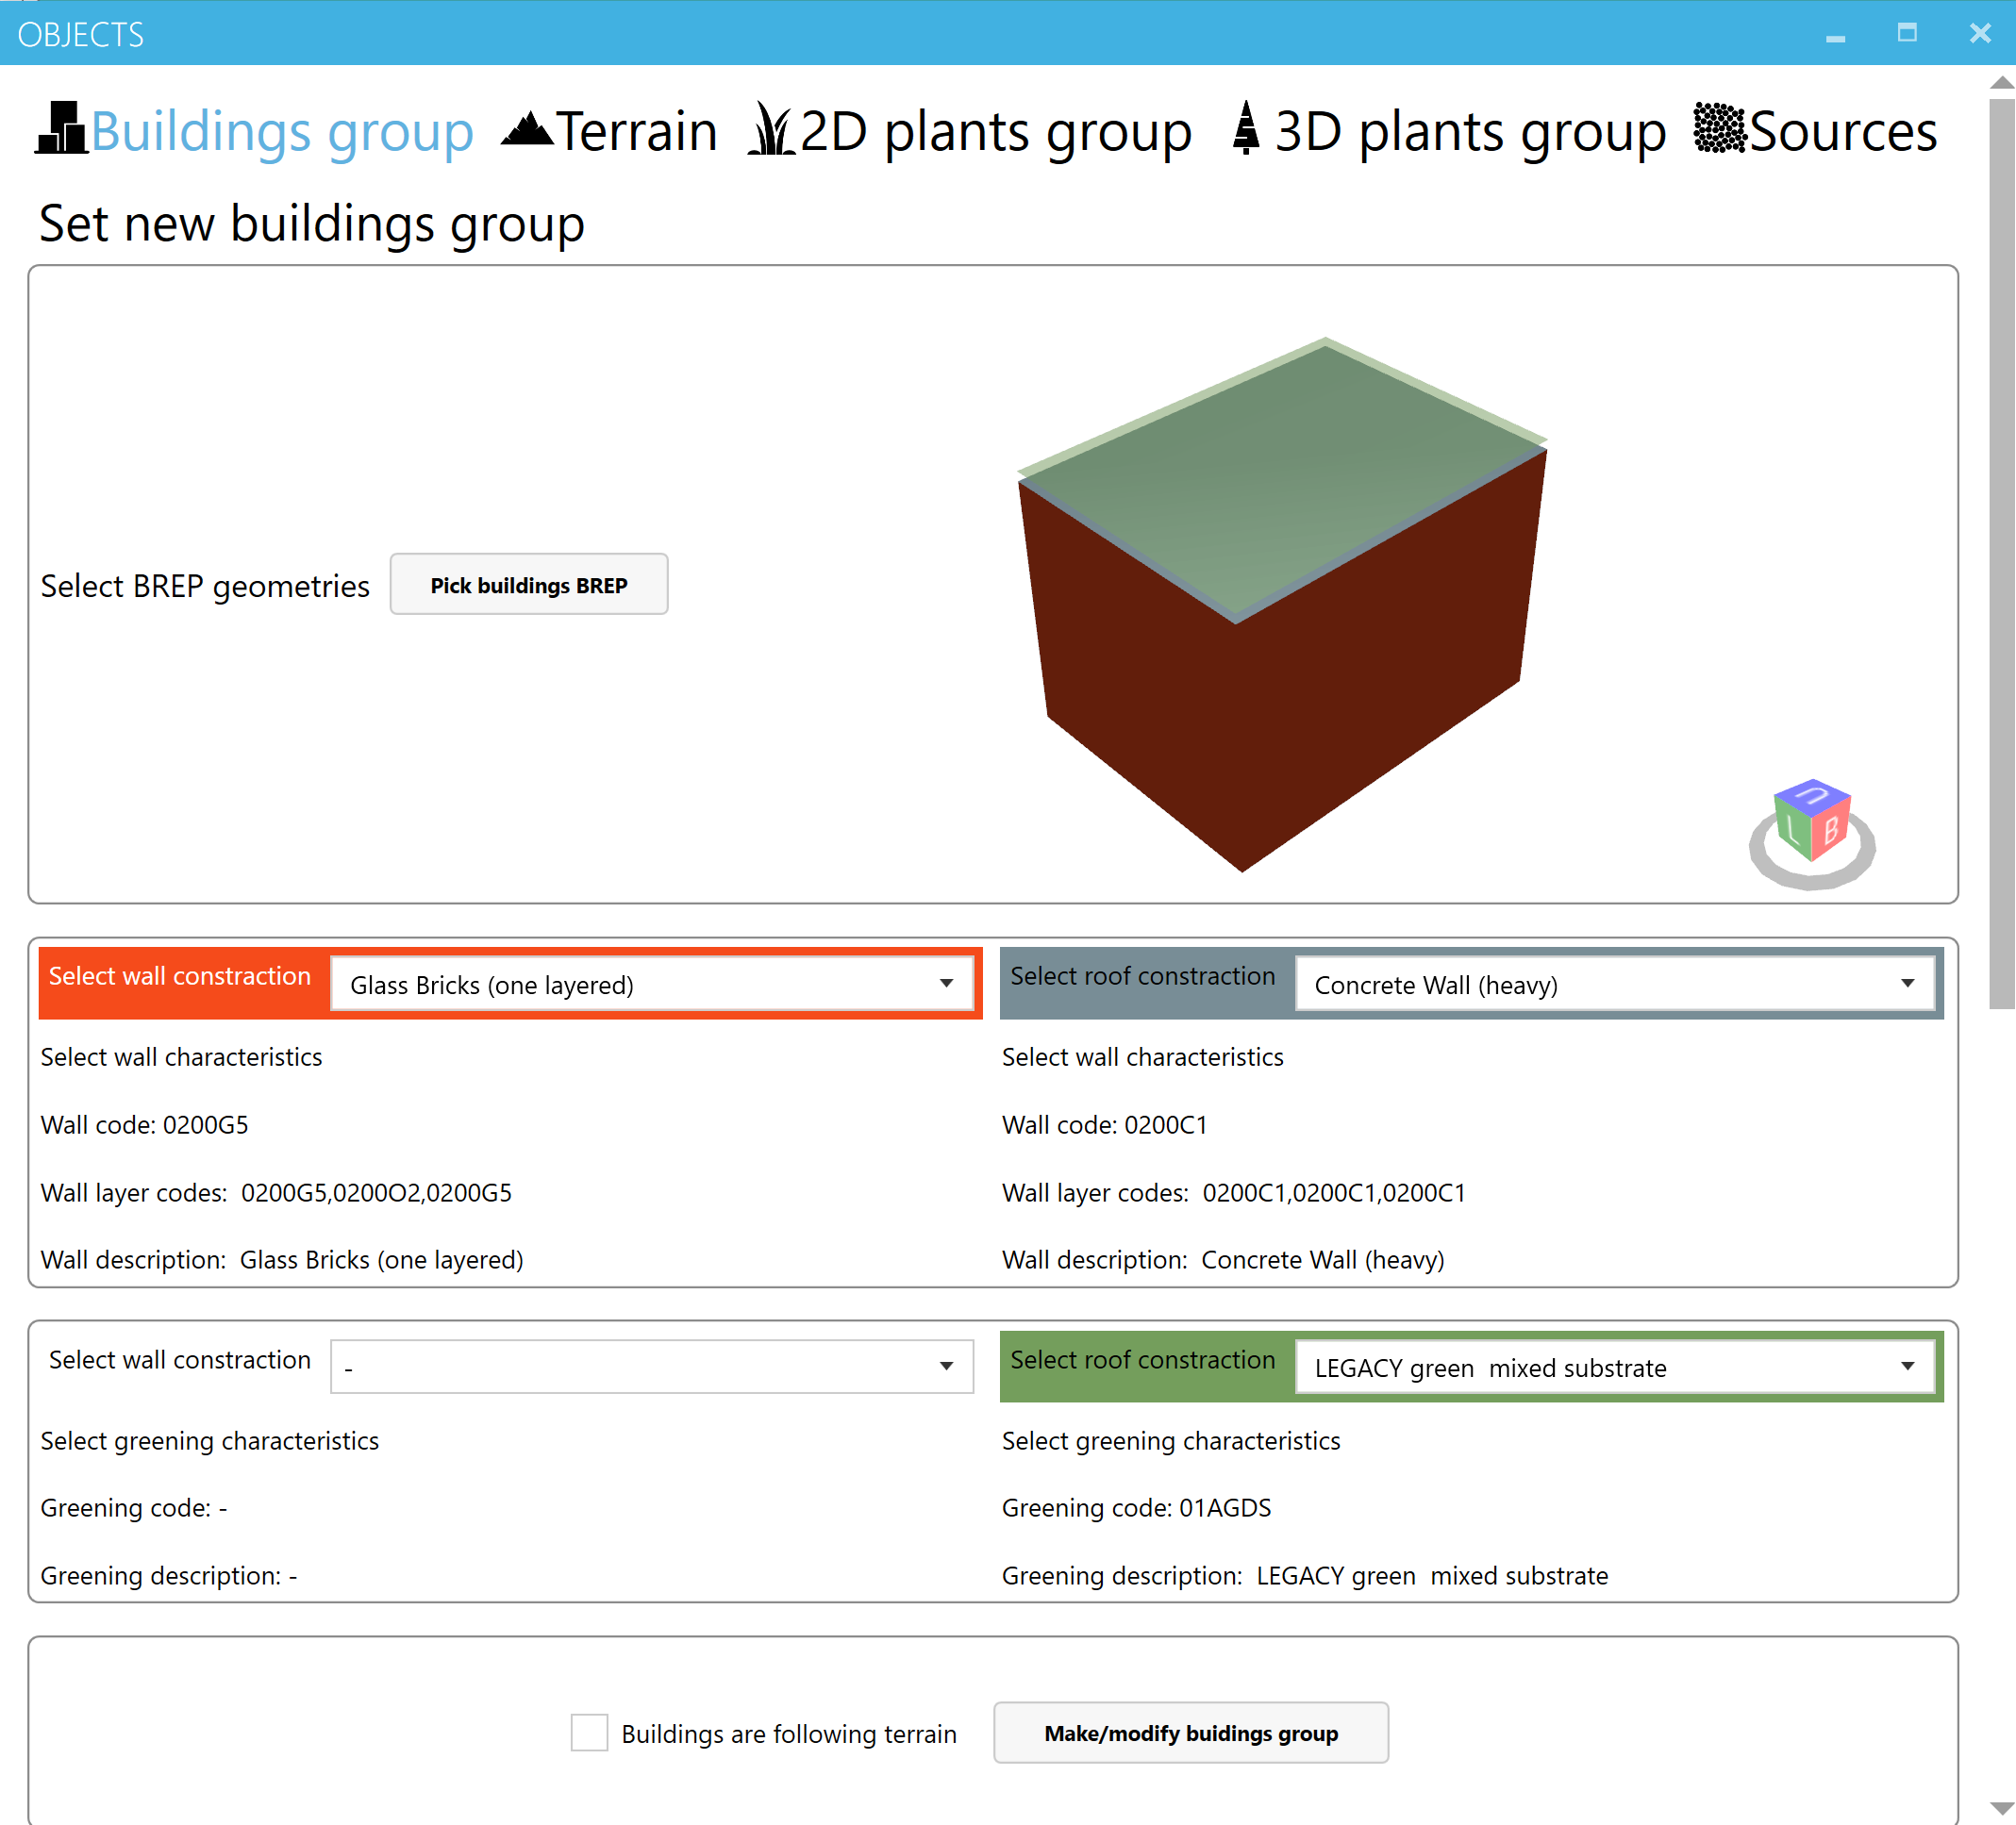 OBJECTS
Buildings group Terrain 2D plants group 3D plants group Sources
Set new buildings group
Select BREP geometries Pick buildings BREP
U
L B
Select wall constraction Glass Bricks (one layered) Select roof constraction Concrete Wall (heavy)
Select wall characteristics Select wall characteristics
Wall code: 0200G5 Wall code: 0200C1
Wall layer codes: 0200G5,0200O2,0200G5 Wall layer codes: 0200C1,0200C1,0200C1
Wall description: Glass Bricks (one layered) Wall description: Concrete Wall (heavy)
Select wall constraction - Select roof constraction LEGACY green  mixed substrate
Select greening characteristics Select greening characteristics
Greening code: - Greening code: 01AGDS
Greening description: - Greening description: LEGACY green  mixed substrate
Buildings are following terrain Make/modify buidings group